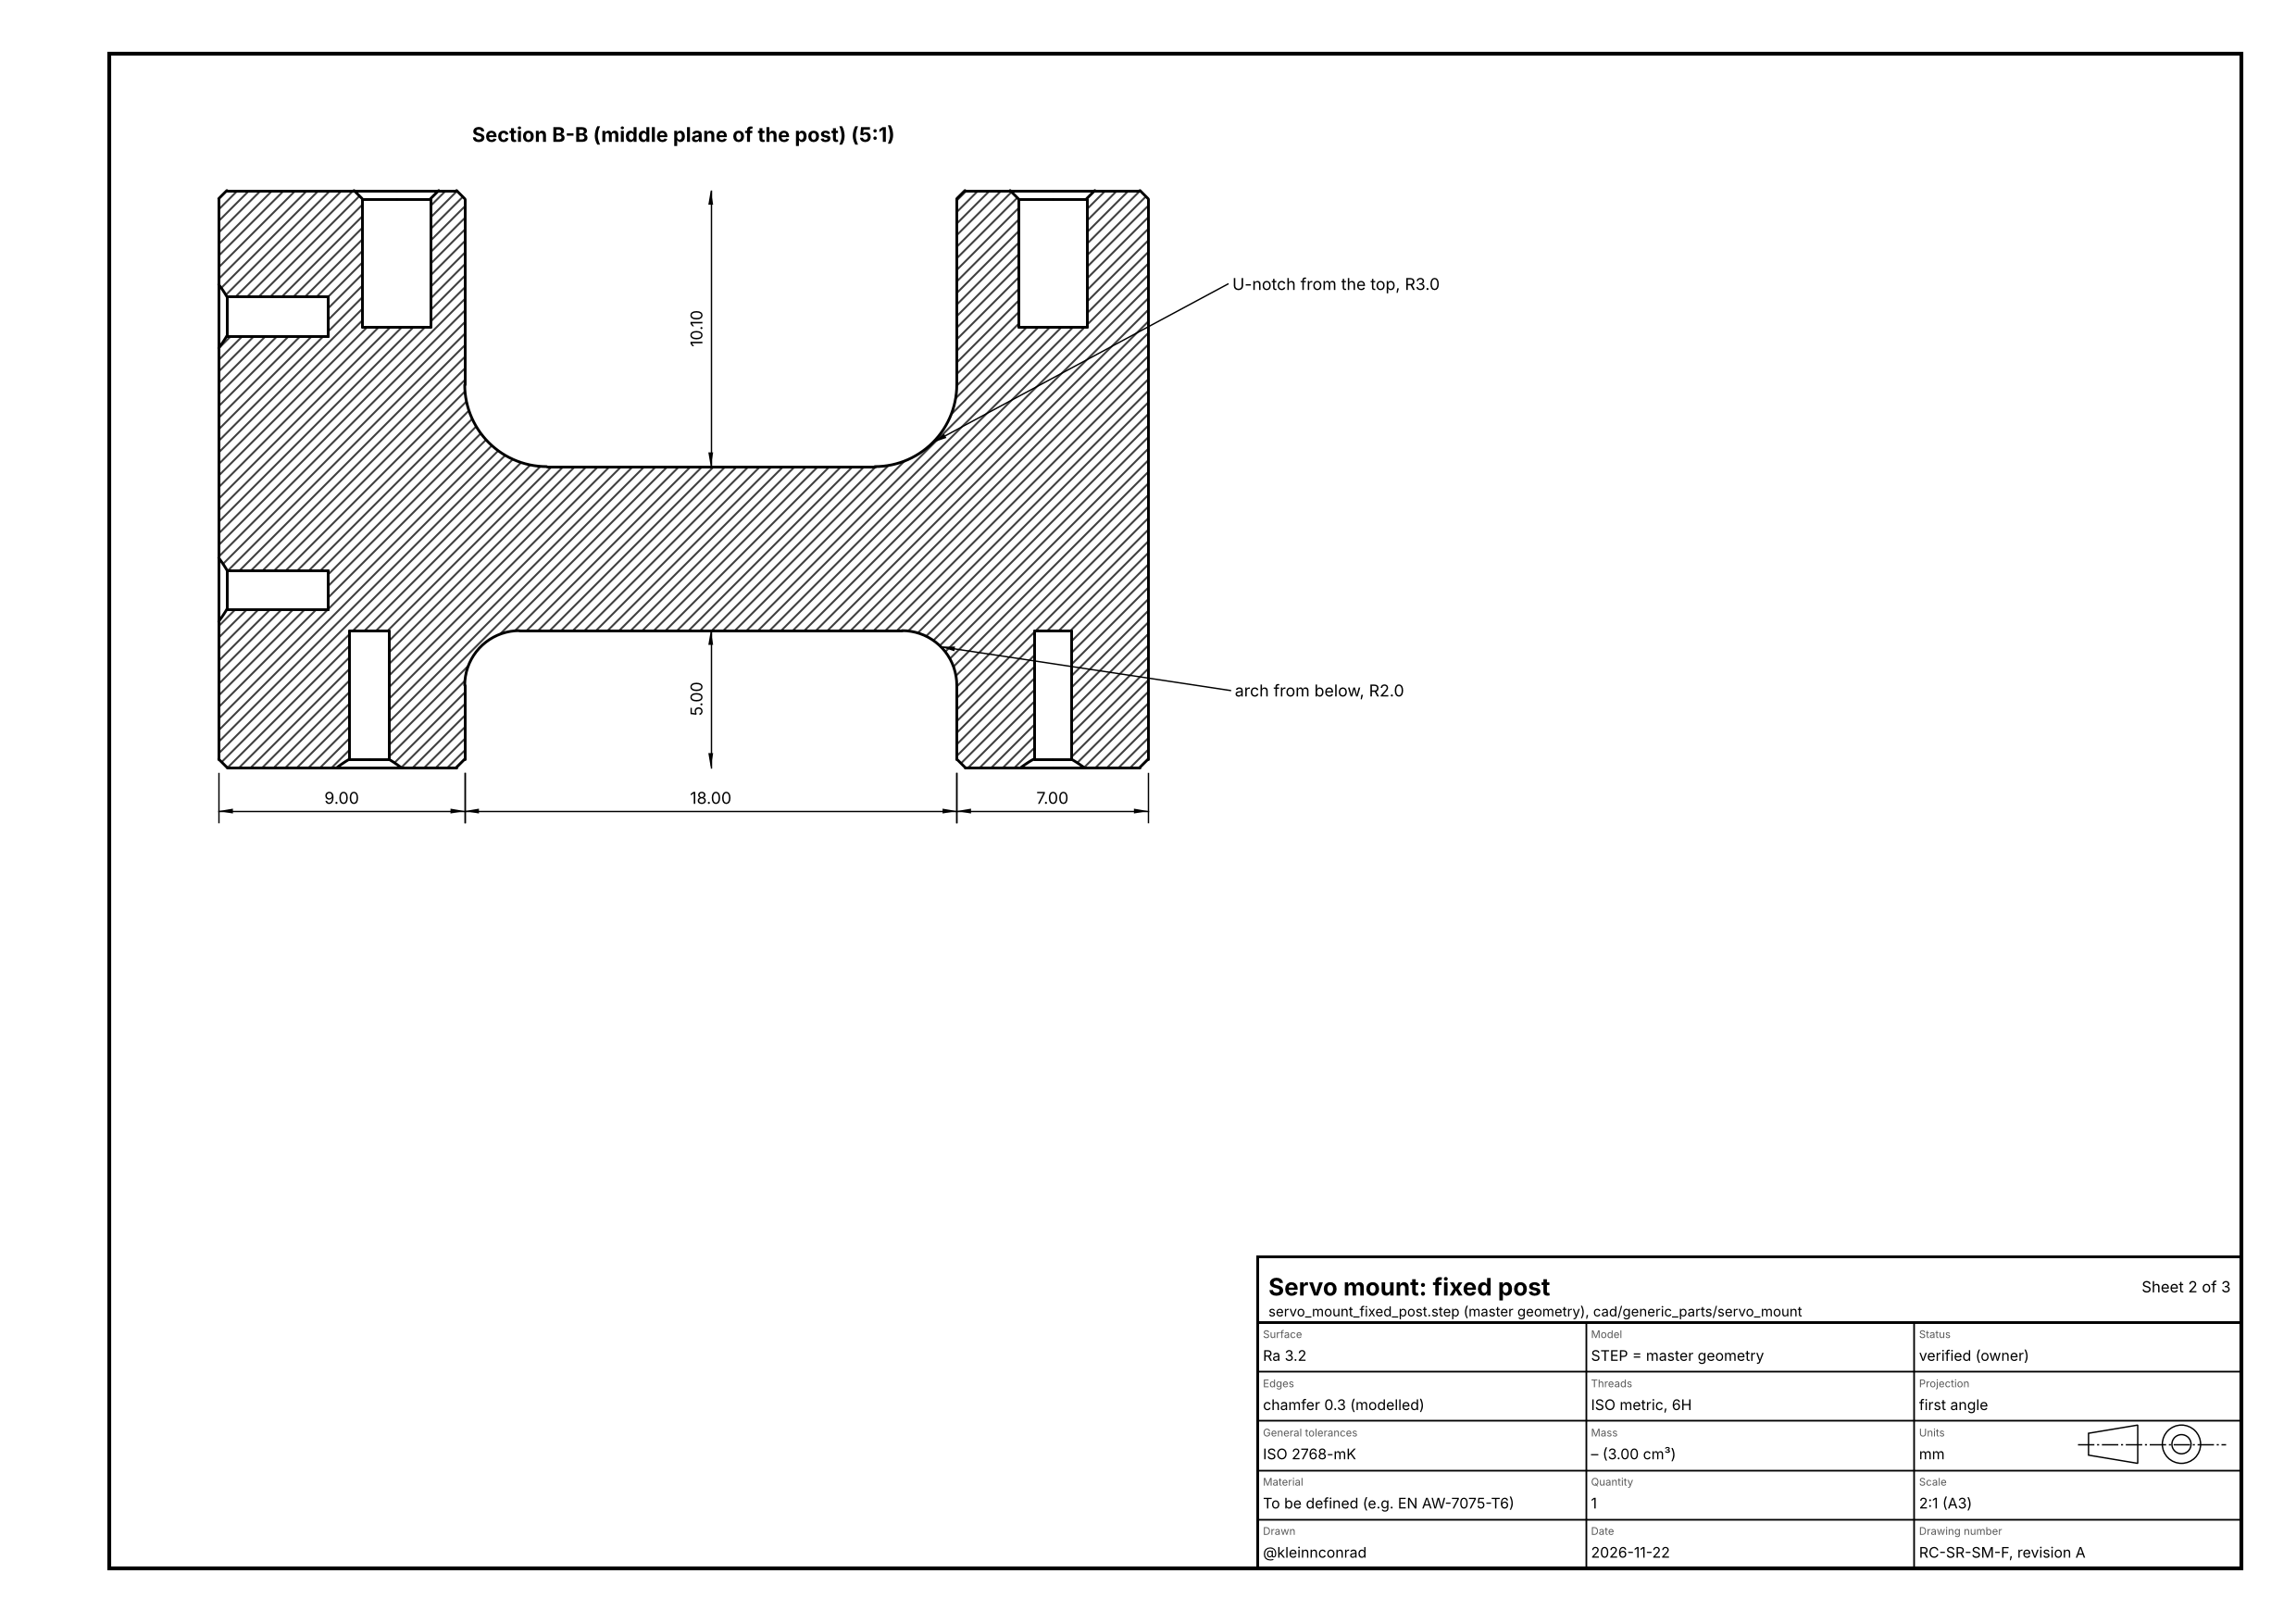 Section B-B (middle plane of the post) (5:1)
10.10
U-notch from the top, R3.0
5.00
arch from below, R2.0
9.00
18.00
7.00
Servo mount: fixed post
Sheet 2 of 3
servo_mount_fixed_post.step (master geometry), cad/generic_parts/servo_mount
Surface
Ra 3.2
Model
STEP = master geometry
Status
verified (owner)
Edges
chamfer 0.3 (modelled)
Threads
ISO metric, 6H
Projection
first angle
General tolerances
ISO 2768-mK
Mass
– (3.00 cm³)
Units
mm
Material
To be defined (e.g. EN AW-7075-T6)
Quantity
1
Scale
2:1 (A3)
Drawn
@kleinnconrad
Date
2026-11-22
Drawing number
RC-SR-SM-F, revision A